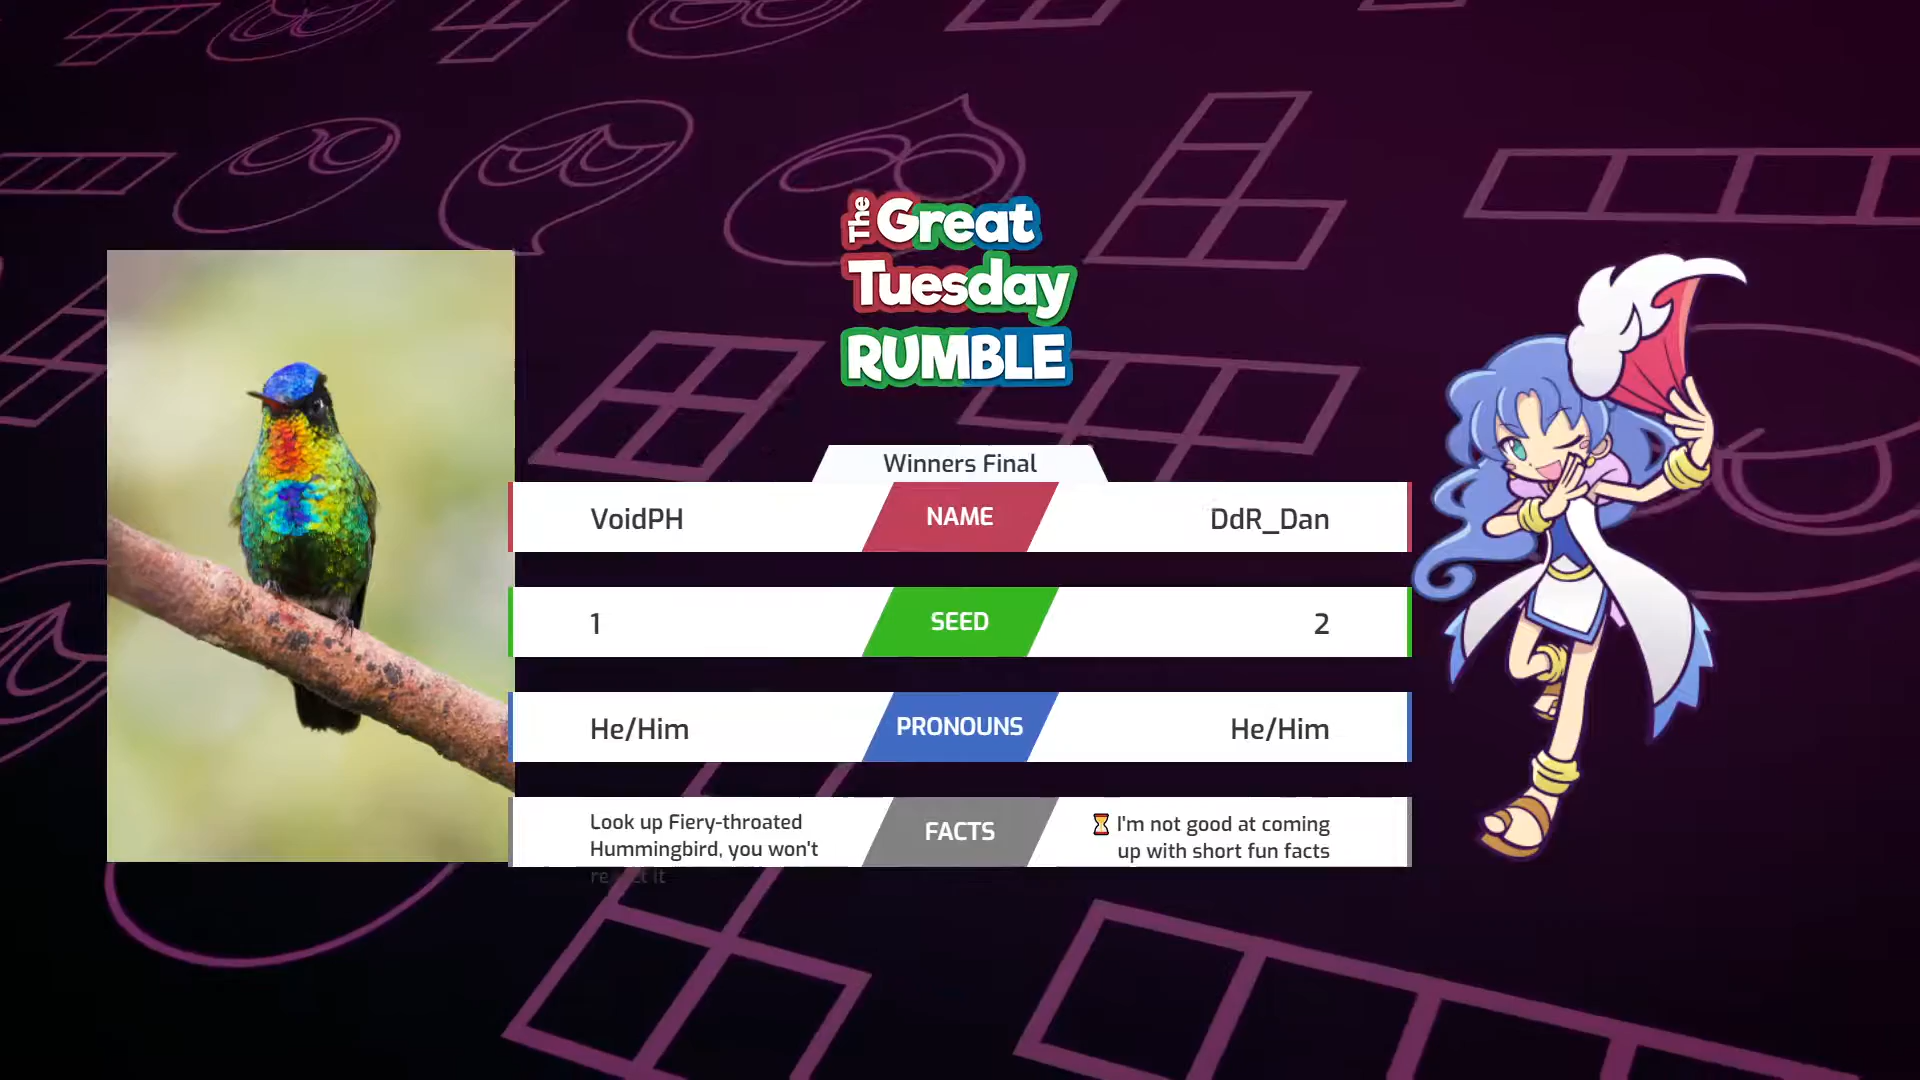 The Great
Tuesday
RUMBLE
Winners Final
VoidPH NAME DdR_Dan
1 SEED 2
He/Him PRONOUNS He/Him
Look up Fiery-throated
Hummingbird, you won't
FACTS
⏳ I'm not good at coming
up with short fun facts
it